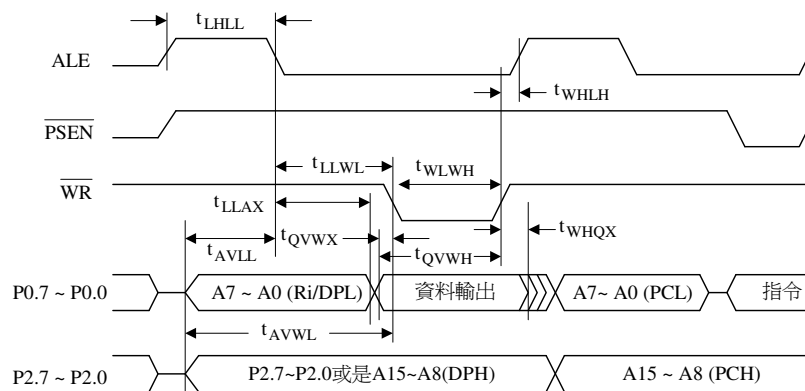 tLHLL
ALE
tWHLH
PSEN
tLLWL
tWLWH
WR
tLLAX
tQVWX
tWHQX
tAVLL
tQVWH
P0.7 ~ P0.0
A7 ~ A0 (Ri/DPL)
資料輸出
A7~ A0 (PCL)
指令
tAVWL
P2.7 ~ P2.0
P2.7~P2.0或是A15~A8(DPH)
A15 ~ A8 (PCH)